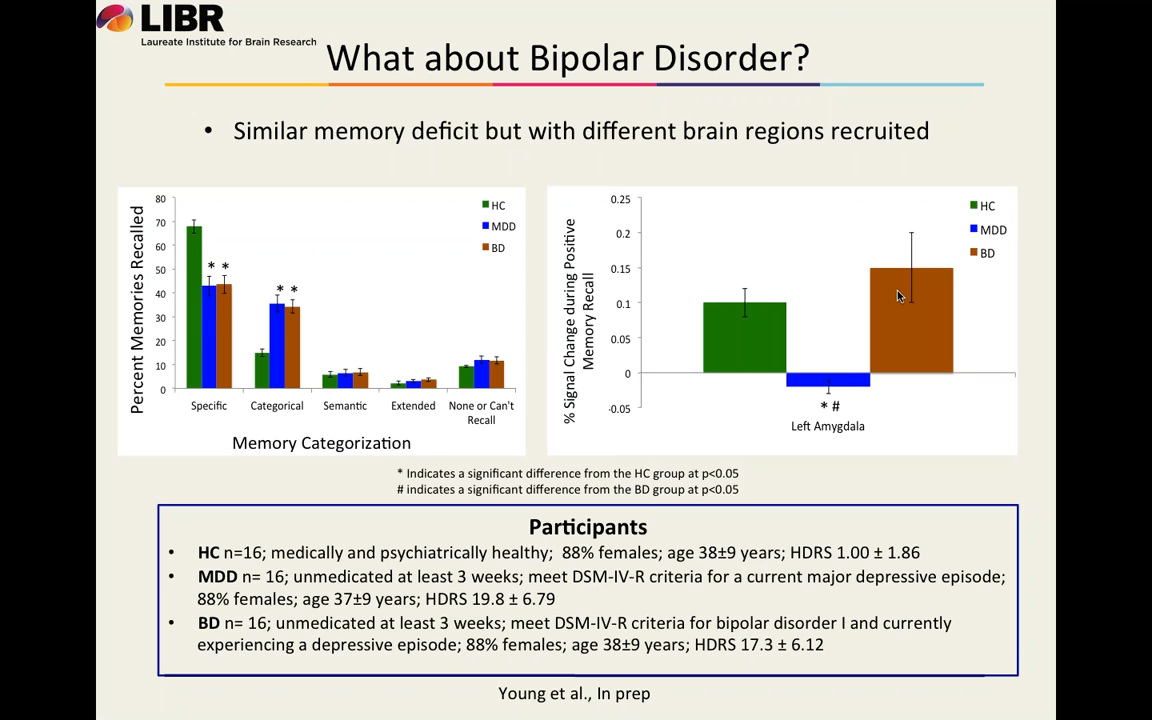 LIBR
Laureate Institute for Brain Research
What about Bipolar Disorder?
• Similar memory deficit but with different brain regions recruited
Percent Memories Recalled
80
70
60
50
40
30
20
10
0
* *
* *
HC
MDD
BD
Specific
Categorical
Semantic
Extended
None or Can't
Recall
Memory Categorization
% Signal Change during Positive
Memory Recall
0.25
0.2
0.15
0.1
0.05
0
-0.05
HC
MDD
BD
* #
Left Amygdala
* Indicates a significant difference from the HC group at p<0.05
# indicates a significant difference from the BD group at p<0.05
Participants
• HC n=16; medically and psychiatrically healthy; 88% females; age 38±9 years; HDRS 1.00 ± 1.86
• MDD n= 16; unmedicated at least 3 weeks; meet DSM-IV-R criteria for a current major depressive episode;
88% females; age 37±9 years; HDRS 19.8 ± 6.79
• BD n= 16; unmedicated at least 3 weeks; meet DSM-IV-R criteria for bipolar disorder I and currently
experiencing a depressive episode; 88% females; age 38±9 years; HDRS 17.3 ± 6.12
Young et al., In prep